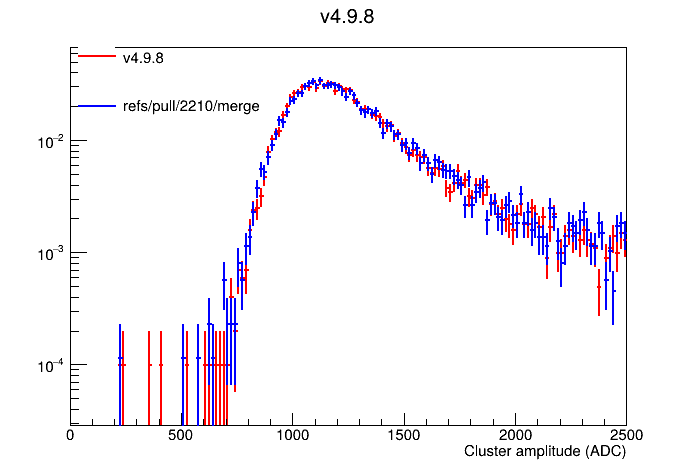 v4.9.8
v4.9.8
refs/pull/2210/merge
10⁻²
10⁻³
10⁻⁴
0 500 1000 1500 2000 2500
Cluster amplitude (ADC)